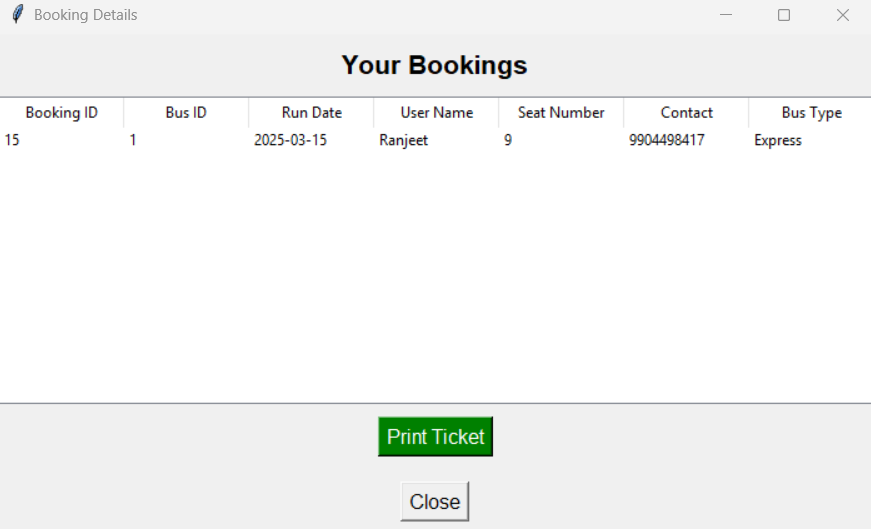 Booking Details
Your Bookings
Booking ID Bus ID Run Date User Name Seat Number Contact Bus Type
15 1 2025-03-15 Ranjeet 9 9904498417 Express
Print Ticket
Close